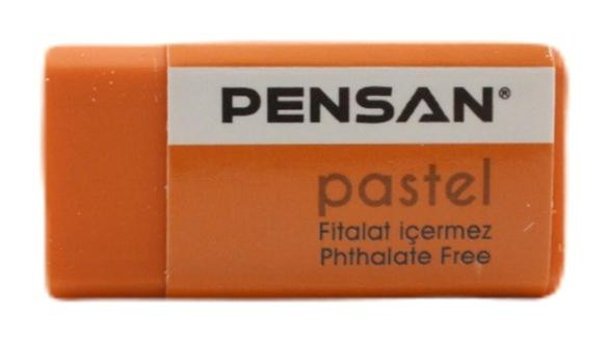 PENSAN®
pastel
Fitalat içermez
Phthalate Free